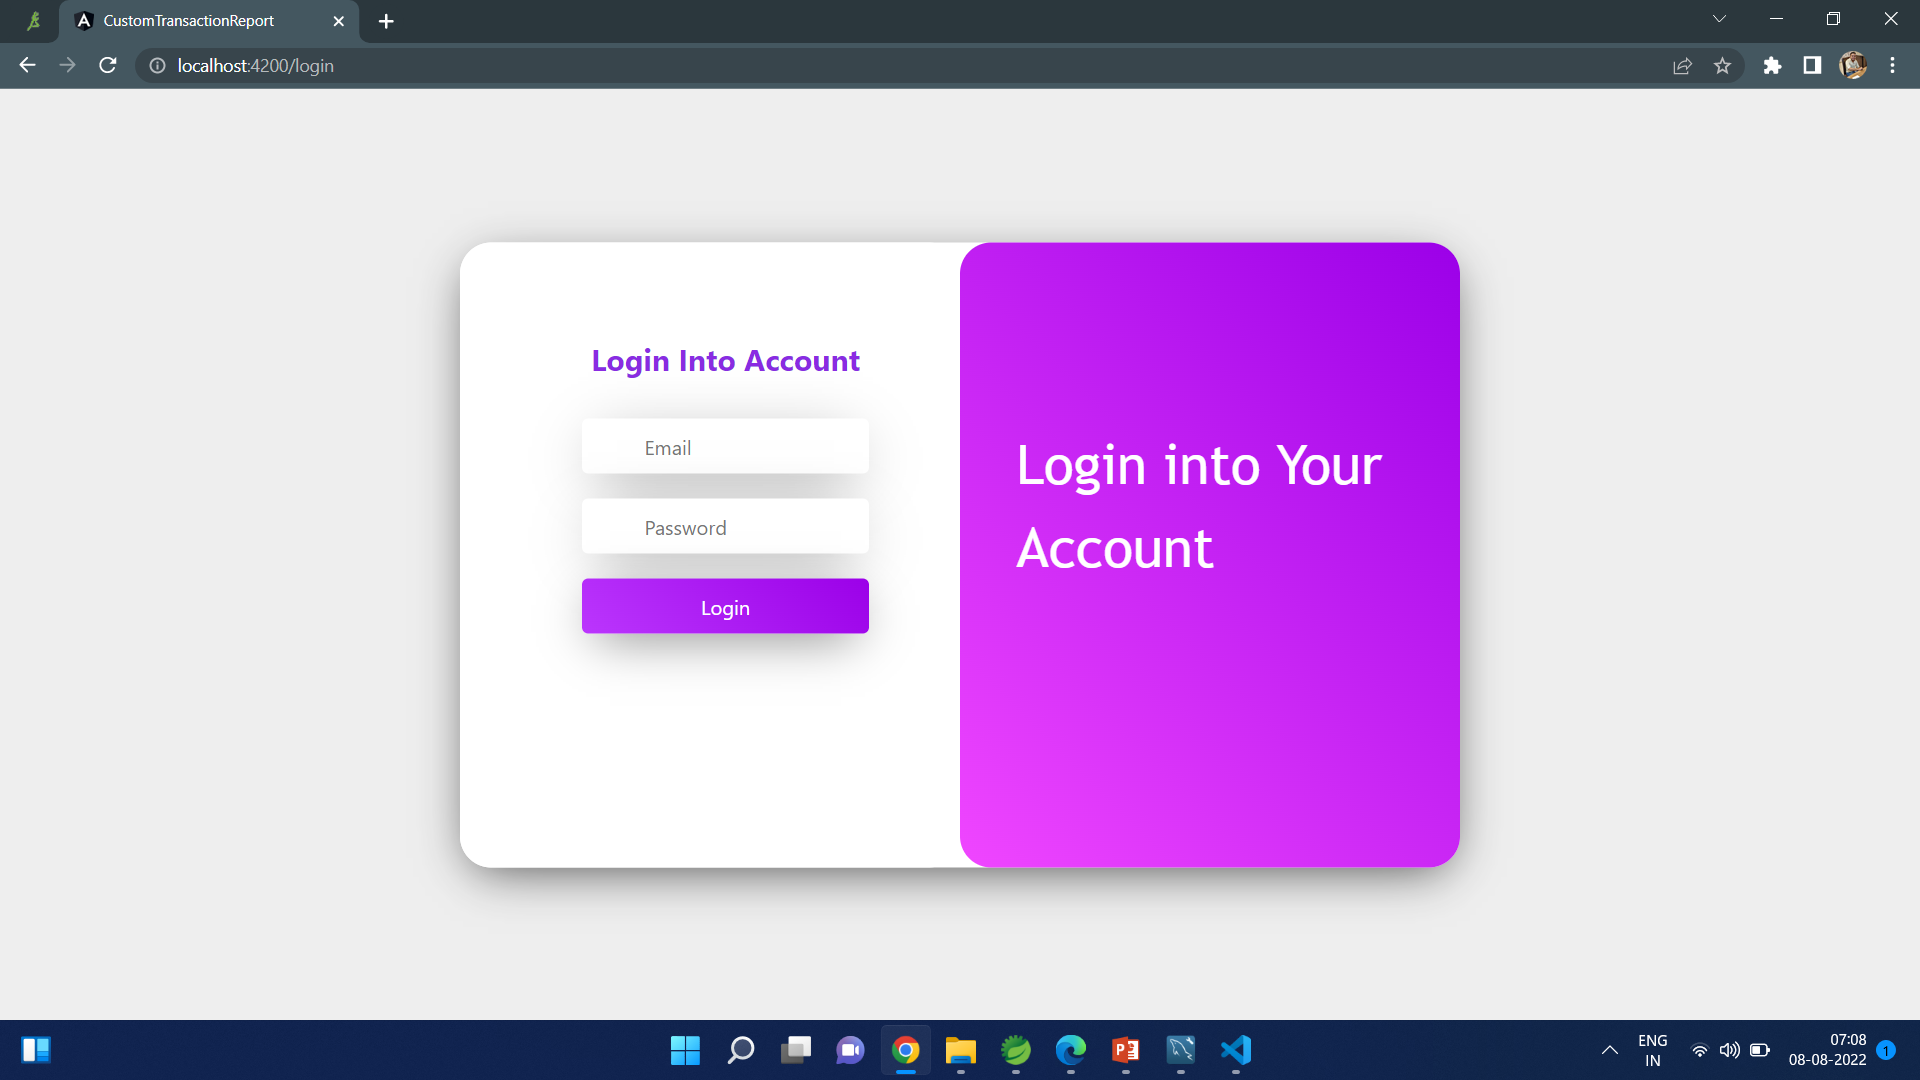 CustomTransactionReport
localhost:4200/login
Login Into Account
Email
Password
Login
Login into Your
Account
ENG
IN
07:08
08-08-2022
1